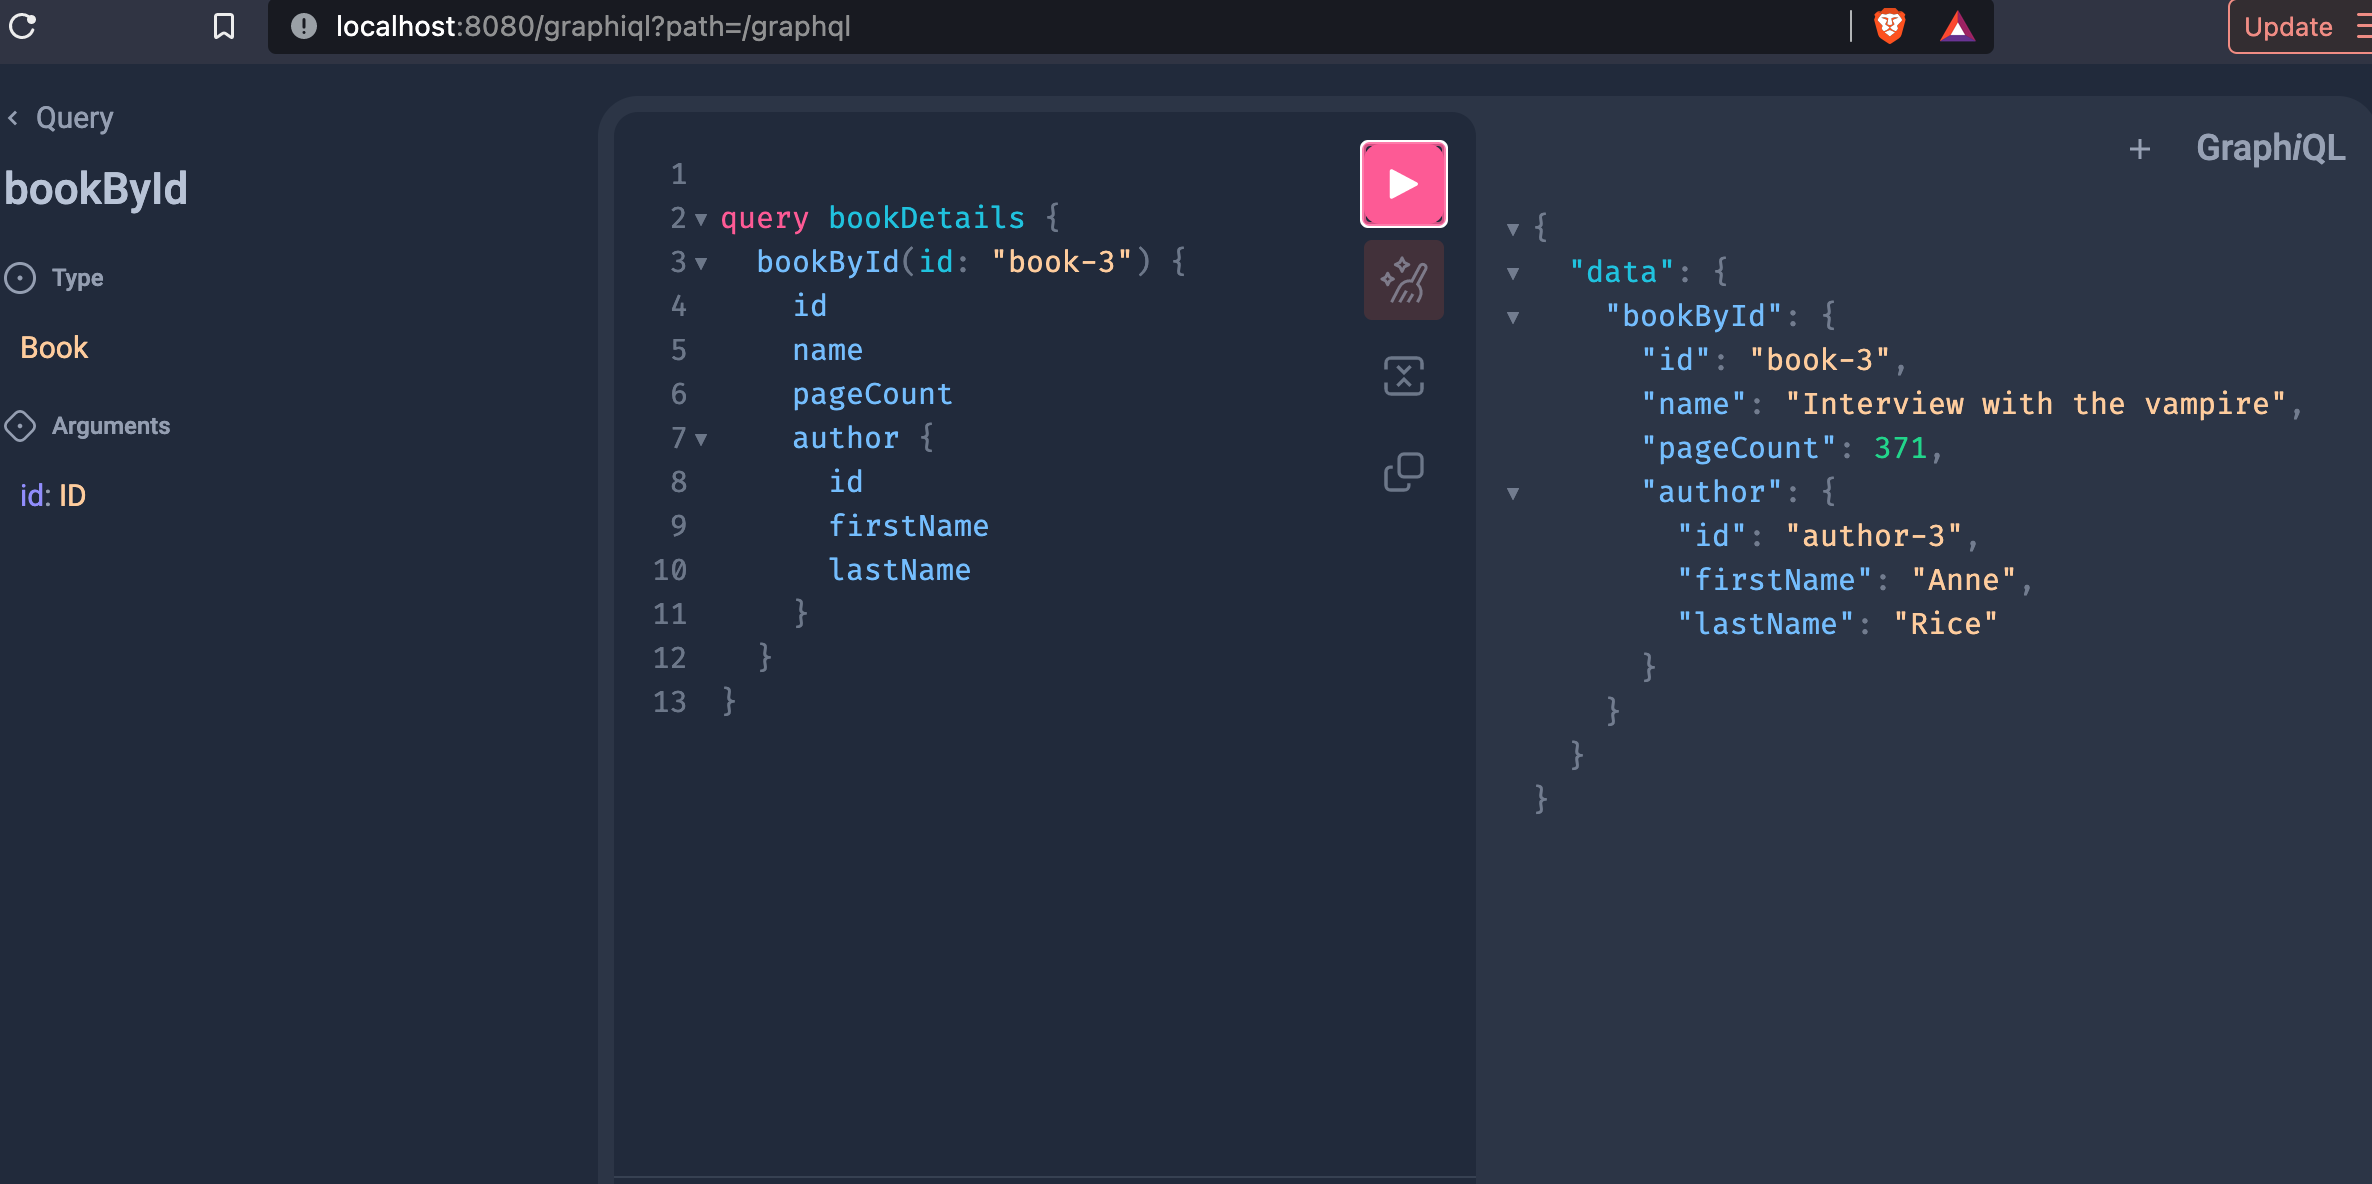 localhost:8080/graphiql?path=/graphql
Update
Query
bookById
Type
Book
Arguments
id: ID
1
2 query bookDetails {
3 bookById(id: "book-3") {
4 id
5 name
6 pageCount
7 author {
8 id
9 firstName
10 lastName
11 }
12 }
13 }
+ GraphiQL
{
"data": {
"bookById": {
"id": "book-3",
"name": "Interview with the vampire",
"pageCount": 371,
"author": {
"id": "author-3",
"firstName": "Anne",
"lastName": "Rice"
}
}
}
}